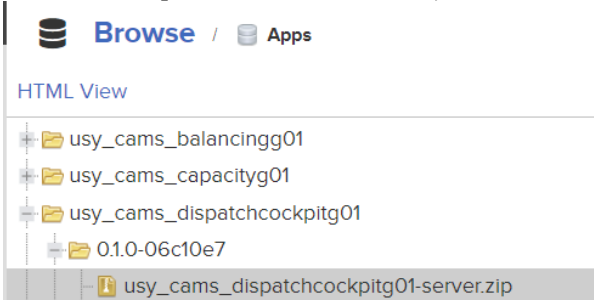 Browse / Apps
HTML View
usy_cams_balancingg01
usy_cams_capacityg01
usy_cams_dispatchcockpitg01
0.1.0-06c10e7
usy_cams_dispatchcockpitg01-server.zip